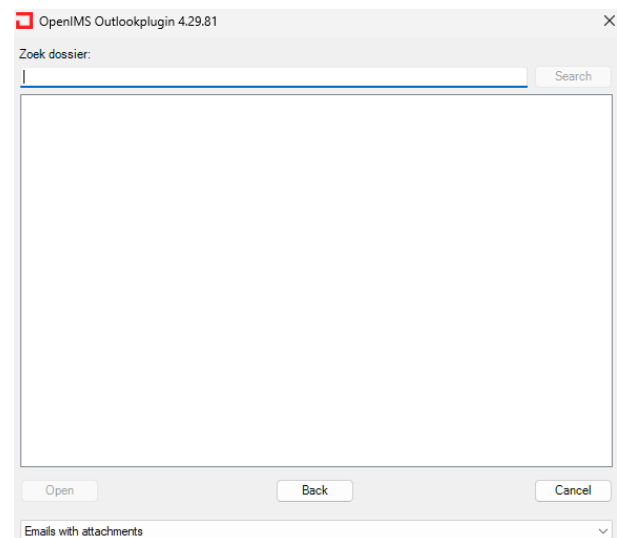 OpenIMS Outlookplugin 4.29.81
Zoek dossier:
Search
Open Back Cancel
Emails with attachments